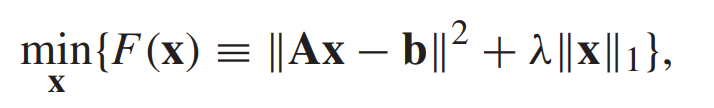 min{F(x) ≡ ‖Ax − b‖² + λ‖x‖₁},
x